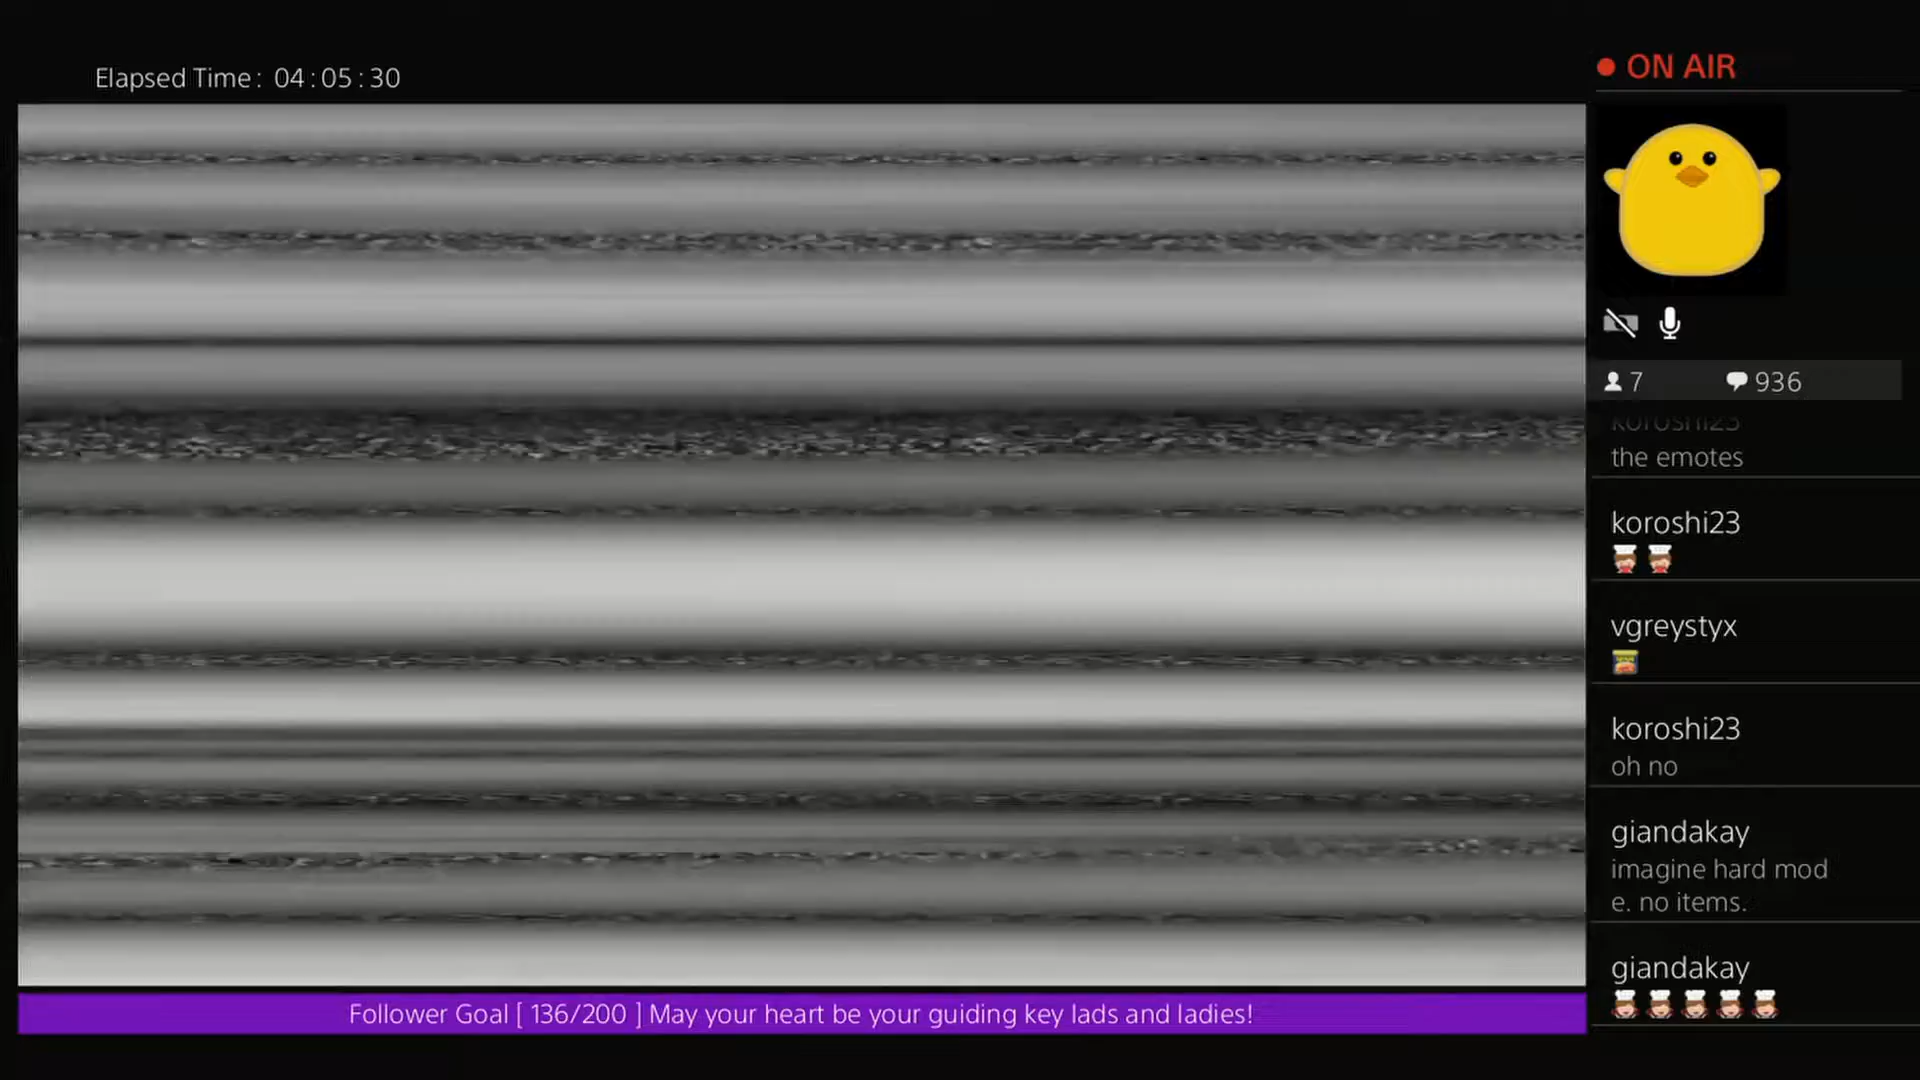 Elapsed Time: 04:05:30
ON AIR
7
936
koroshi23
the emotes
koroshi23
vgreystyx
koroshi23
oh no
giandakay
imagine hard mod
e. no items.
giandakay
Follower Goal [ 136/200 ] May your heart be your guiding key lads and ladies!